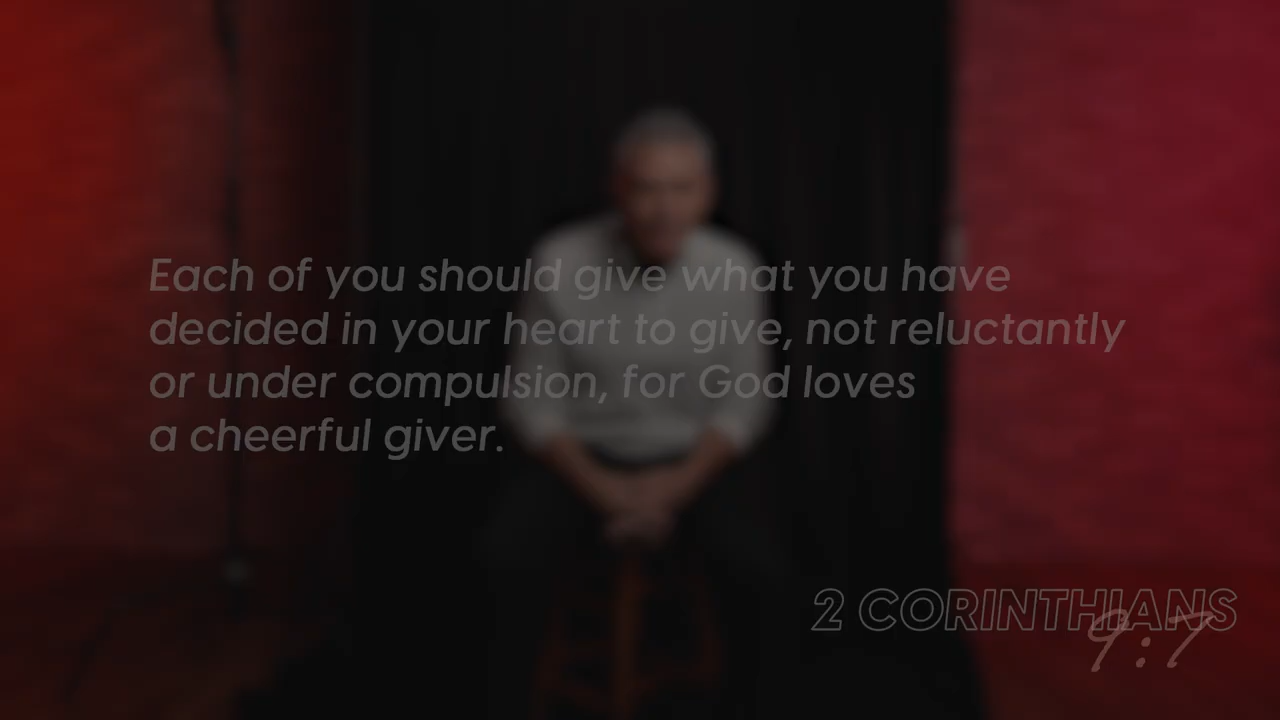 Each of you should give what you have
decided in your heart to give, not reluctantly
or under compulsion, for God loves
a cheerful giver.
2 CORINTHIANS
9:7